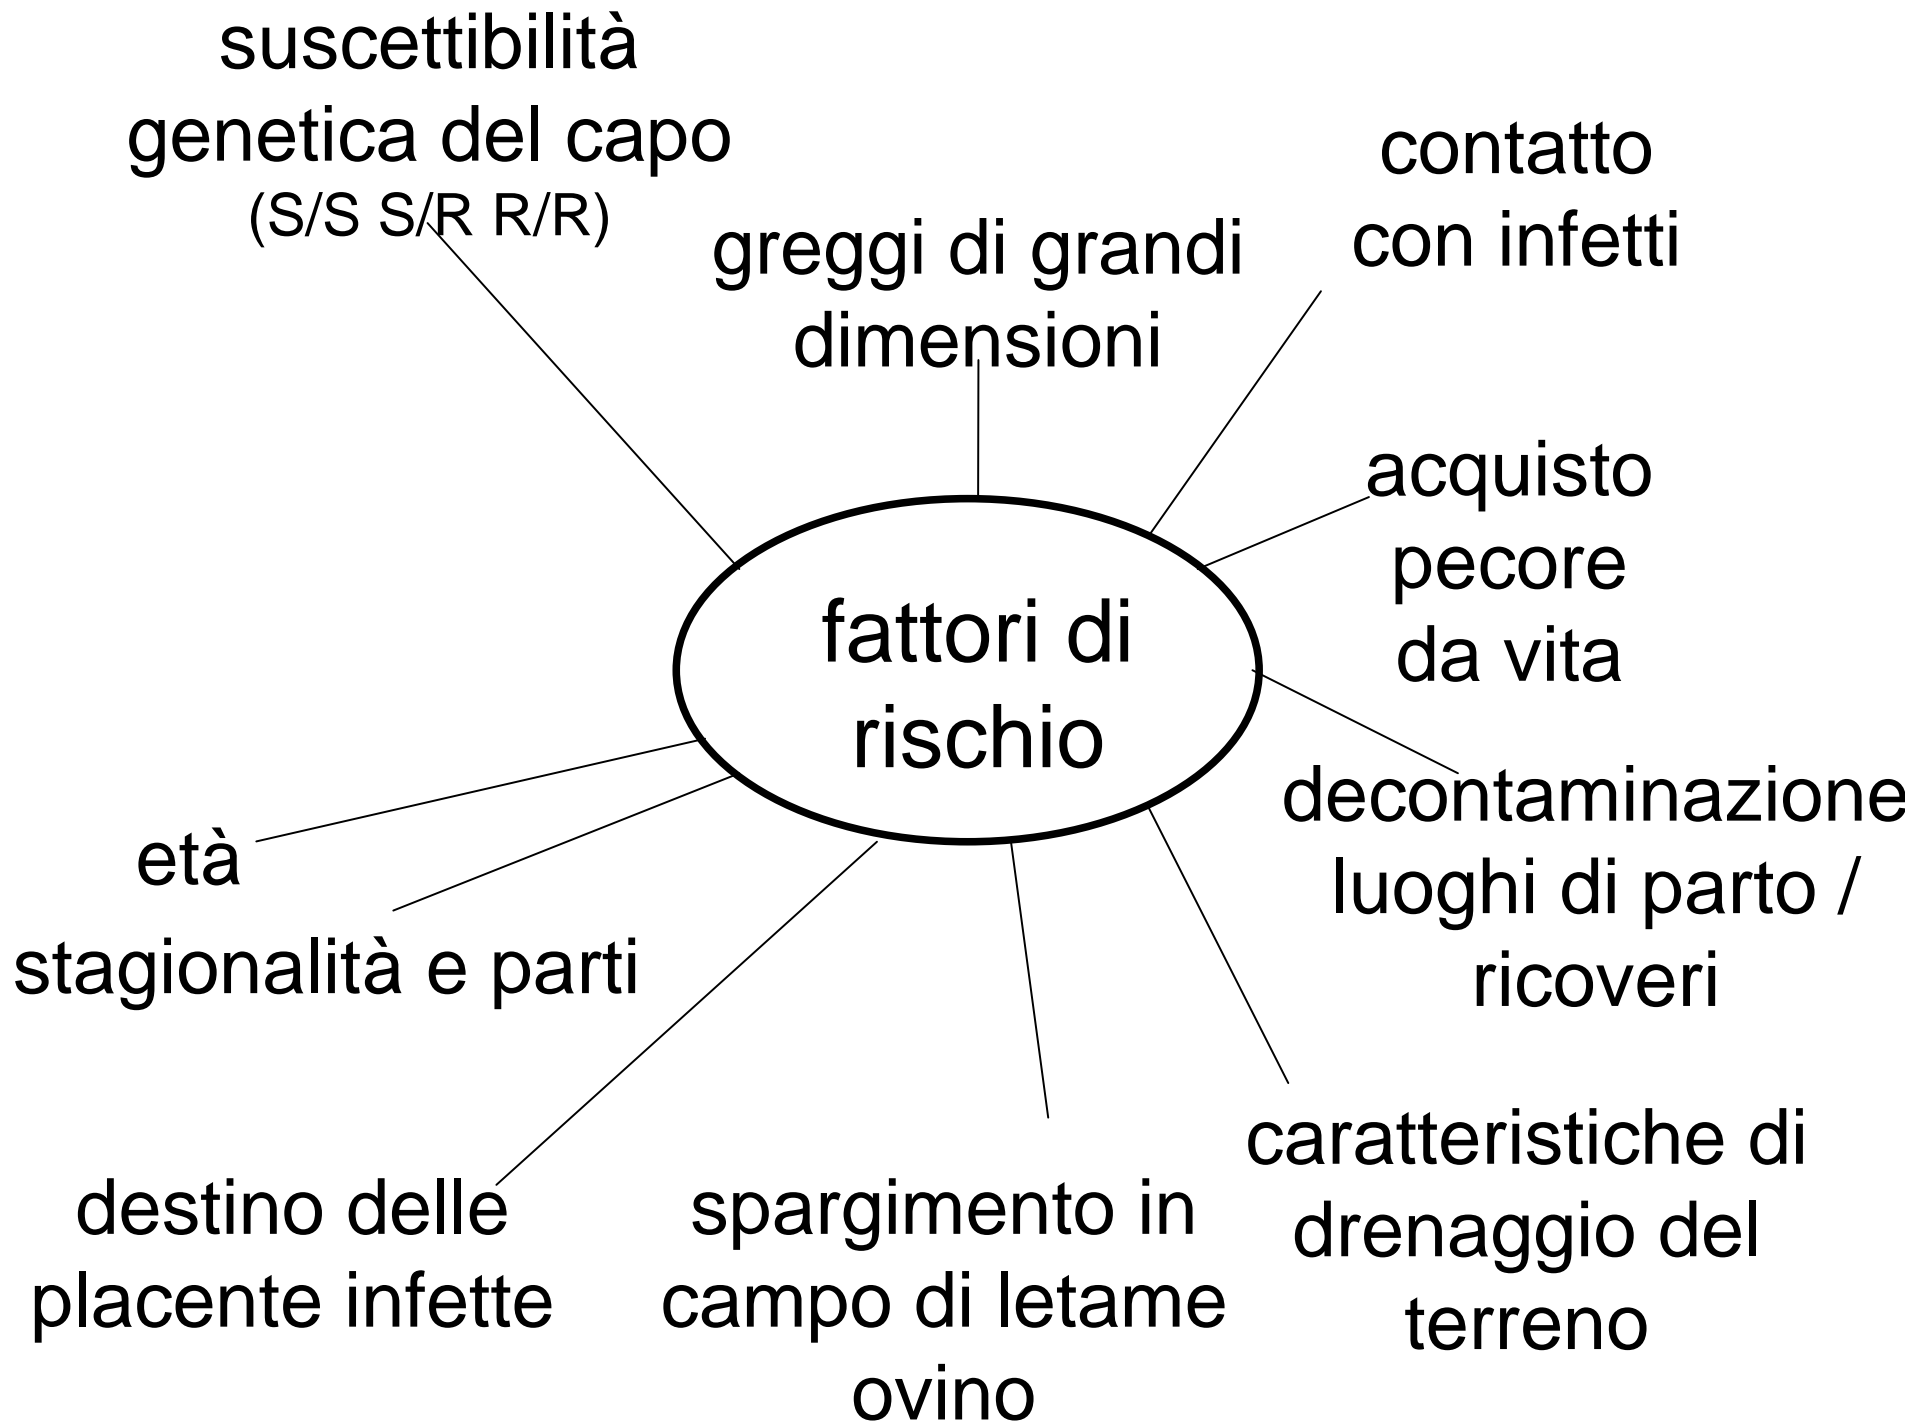 suscettibilità
genetica del capo
(S/S S/R R/R)
greggi di grandi
dimensioni
contatto
con infetti
acquisto
pecore
da vita
fattori di
rischio
decontaminazione
luoghi di parto /
ricoveri
età
stagionalità e parti
destino delle
placente infette
spargimento in
campo di letame
ovino
caratteristiche di
drenaggio del
terreno